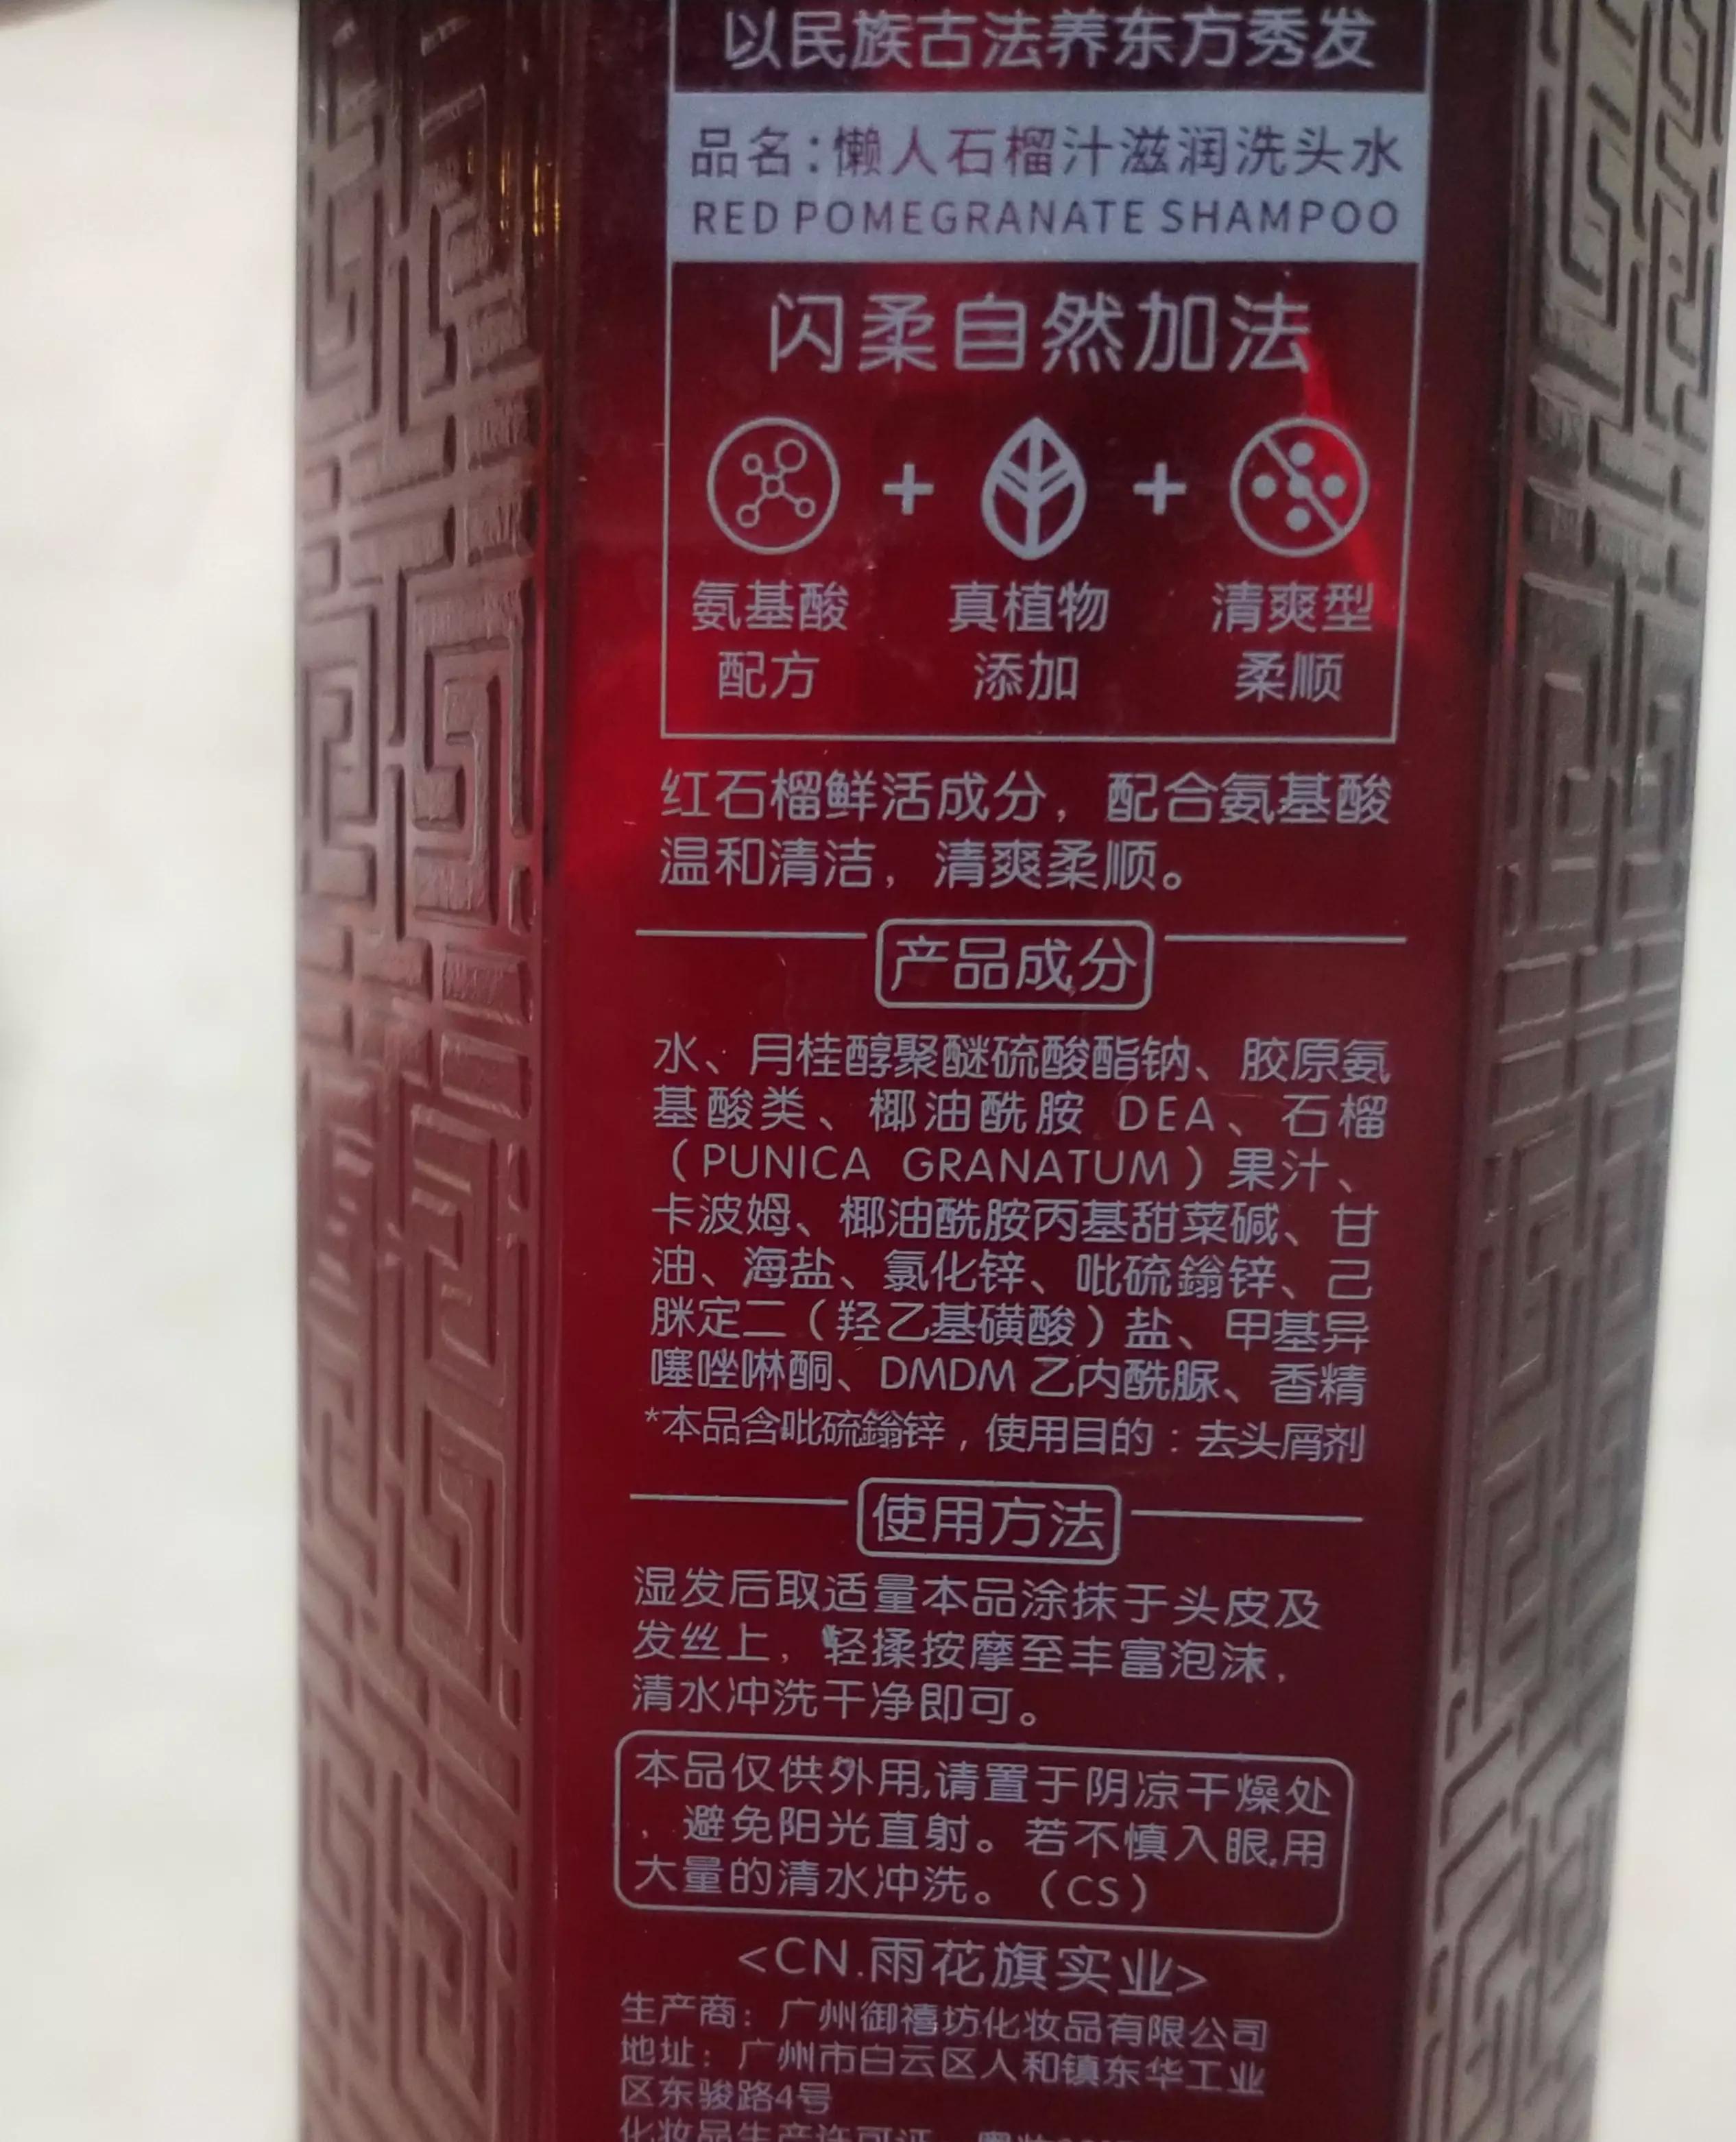 以民族古法养东方秀发
品名:懒人石榴汁滋润洗头水
RED POMEGRANATE SHAMPOO
闪柔自然加法
氨基酸 + 真植物 + 清爽型
配方 添加 柔顺
红石榴鲜活成分，配合氨基酸
温和清洁，清爽柔顺。
产品成分
水、月桂醇聚醚硫酸酯钠、胶原氨
基酸类、椰油酰胺 DEA、石榴
（PUNICA GRANATUM）果汁、
卡波姆、椰油酰胺丙基甜菜碱、甘
油、海盐、氯化锌、吡硫鎓锌、己
脒定二（羟乙基磺酸）盐、甲基异
噻唑啉酮、DMDM 乙内酰脲、香精
*本品含吡硫鎓锌，使用目的：去头屑剂
使用方法
湿发后取适量本品涂抹于头皮及
发丝上，轻揉按摩至丰富泡沫，
清水冲洗干净即可。
本品仅供外用,请置于阴凉干燥处
，避免阳光直射。若不慎入眼,用
大量的清水冲洗。（CS）
<CN.雨花旗实业>
生产商：广州御禧坊化妆品有限公司
地址：广州市白云区人和镇东华工业
区东骏路4号
化妆品生产许可证